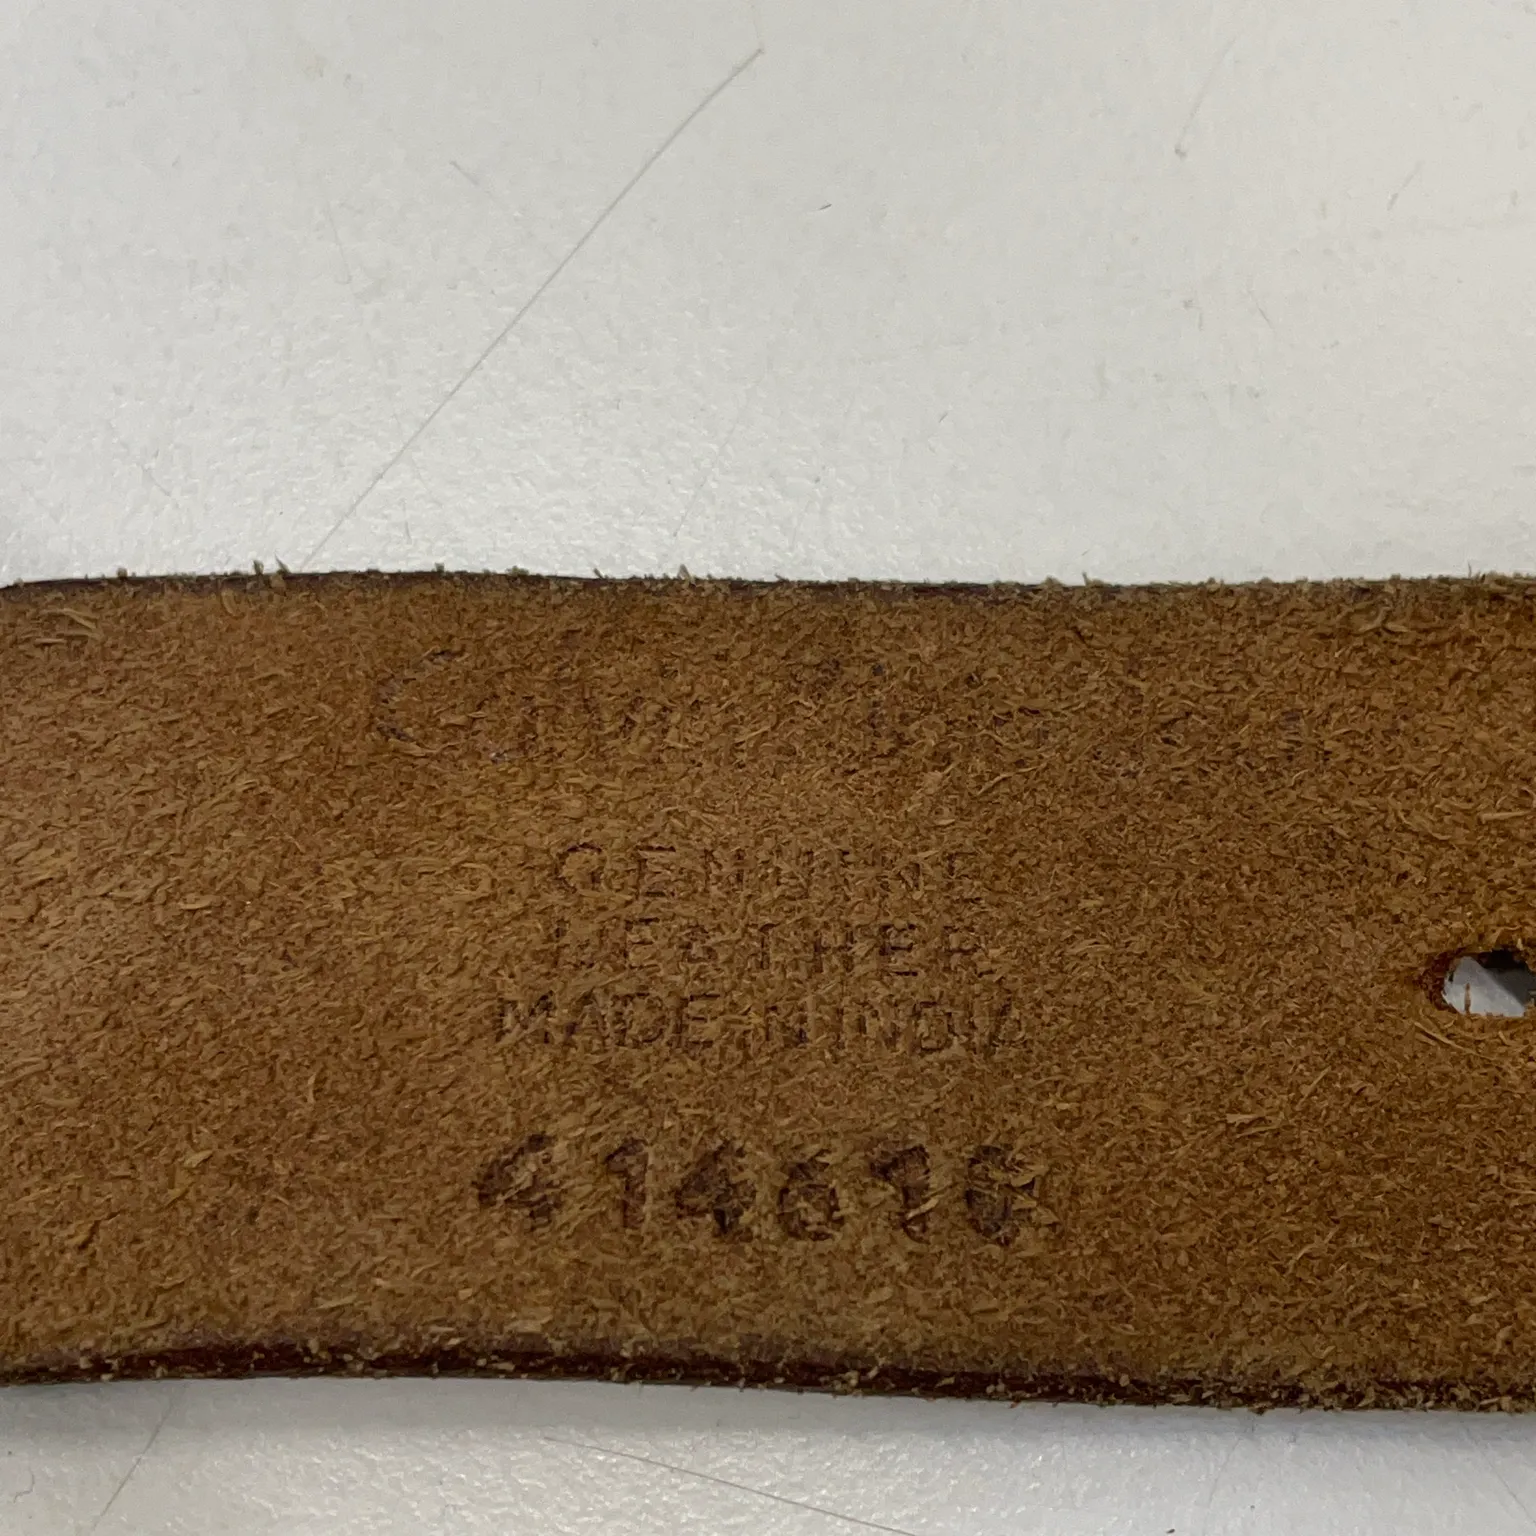 GENUINE
LEATHER
MADE IN INDIA
414616